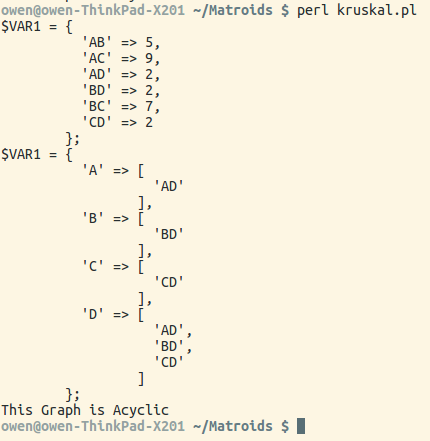 owen@owen-ThinkPad-X201 ~/Matroids $ perl kruskal.pl
$VAR1 = {
          'AB' => 5,
          'AC' => 9,
          'AD' => 2,
          'BD' => 2,
          'BC' => 7,
          'CD' => 2
        };
$VAR1 = {
          'A' => [
                   'AD'
                 ],
          'B' => [
                   'BD'
                 ],
          'C' => [
                   'CD'
                 ],
          'D' => [
                   'AD',
                   'BD',
                   'CD'
                 ]
        };
This Graph is Acyclic
owen@owen-ThinkPad-X201 ~/Matroids $